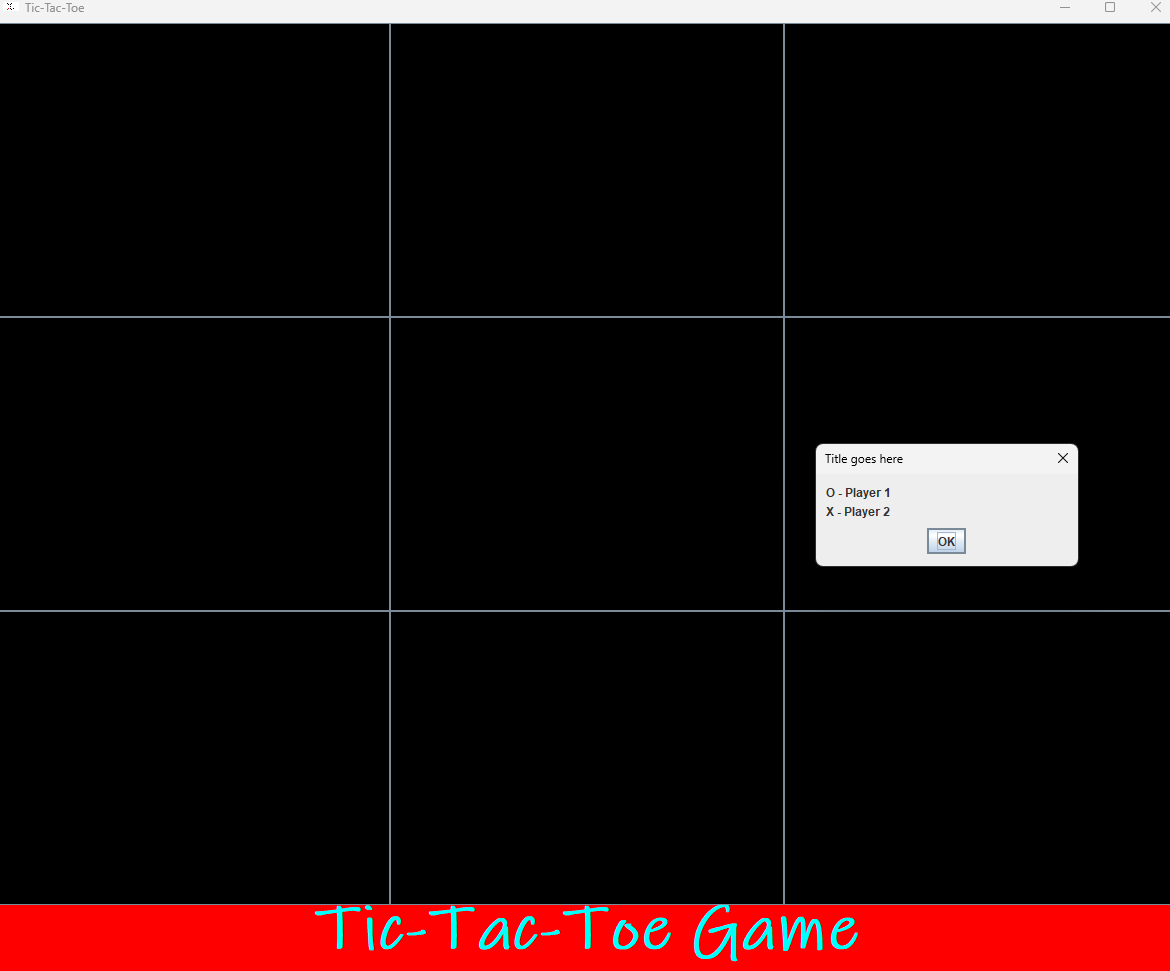 Tic-Tac-Toe
Title goes here
O - Player 1
X - Player 2
OK
Tic-Tac-Toe Game